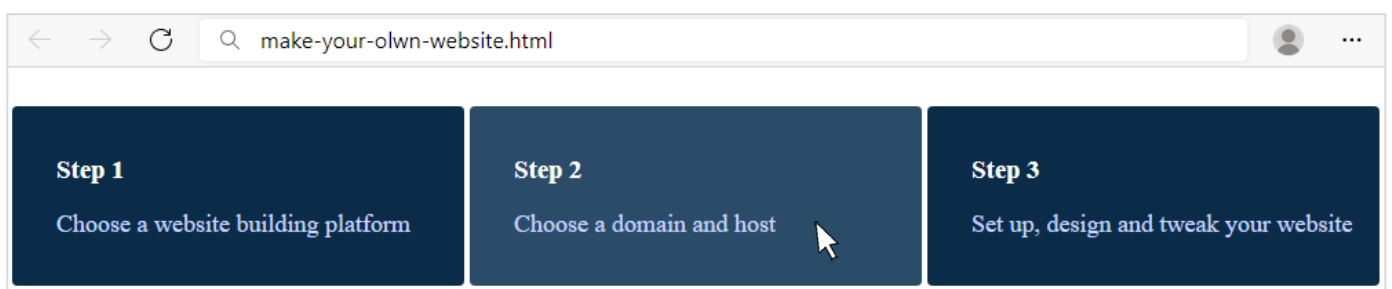 make-your-olwn-website.html
Step 1
Choose a website building platform
Step 2
Choose a domain and host
Step 3
Set up, design and tweak your website